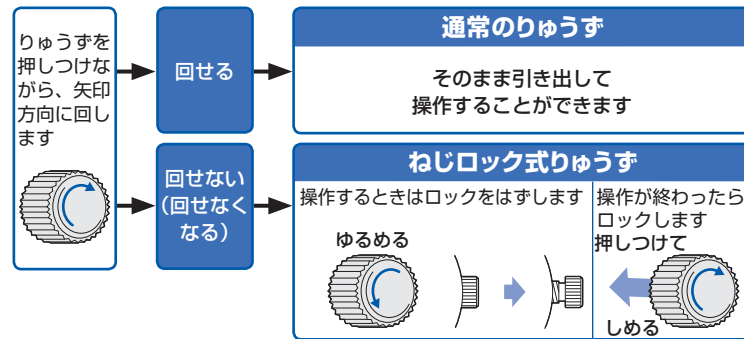 りゅうずを
押しつけな
がら、矢印
方向に回し
ます
回せる
通常のりゅうず
そのまま引き出して
操作することができます
回せない
(回せなく
なる)
ねじロック式りゅうず
操作するときはロックをはずします
ゆるめる
操作が終わったら
ロックします
押しつけて
しめる